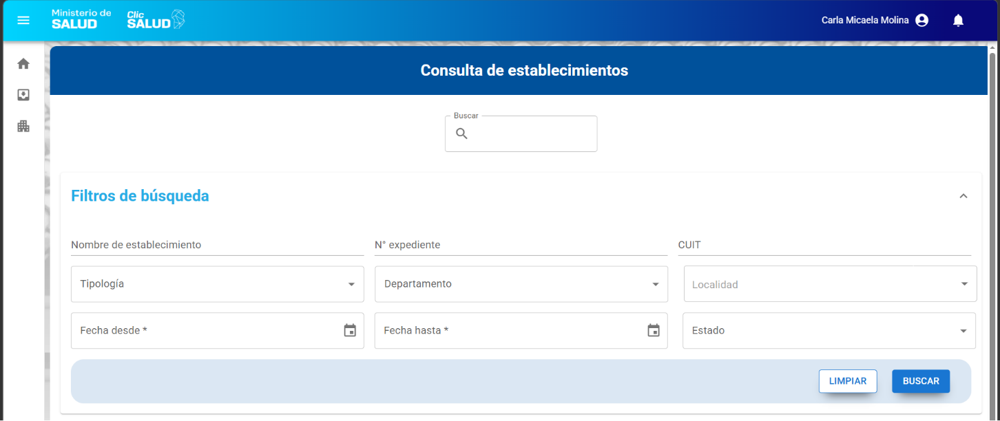 Ministerio de
SALUD
Clic
SALUD
Carla Micaela Molina
Consulta de establecimientos
Buscar
Filtros de búsqueda
Nombre de establecimiento
N° expediente
CUIT
Tipología
Departamento
Localidad
Fecha desde *
Fecha hasta *
Estado
LIMPIAR
BUSCAR